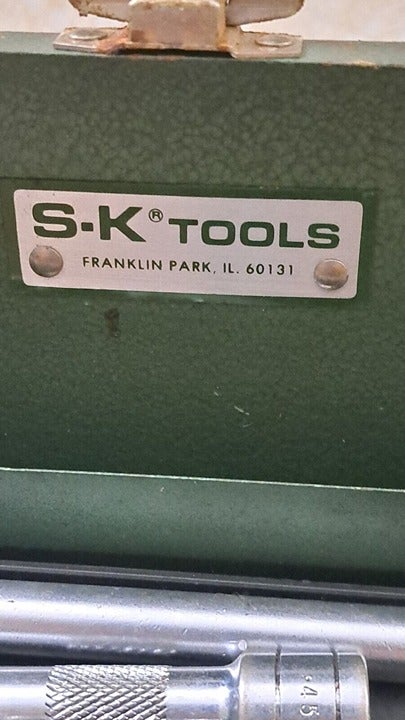 S-K® TOOLS
FRANKLIN PARK, IL. 60131